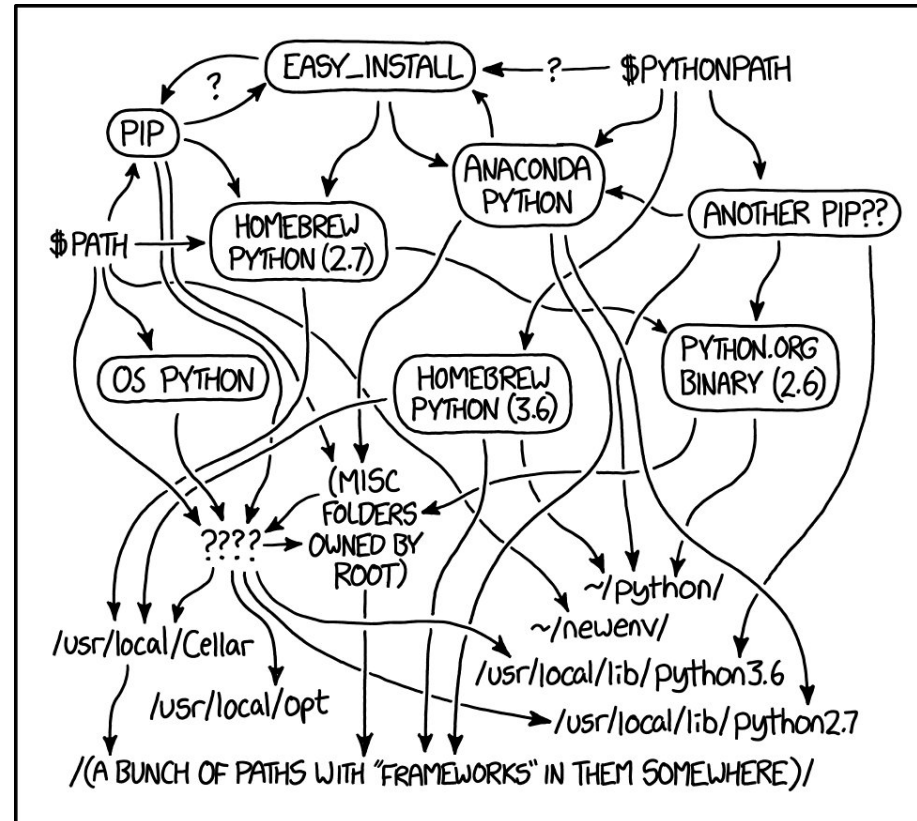 EASY_INSTALL
?
$PYTHONPATH
?
PIP
ANACONDA
PYTHON
ANOTHER PIP??
HOMEBREW
PYTHON (2.7)
$PATH
OS PYTHON
HOMEBREW
PYTHON (3.6)
PYTHON.ORG
BINARY (2.6)
(MISC
FOLDERS
OWNED BY
ROOT)
????
~/python/
~/newenv/
/usr/local/Cellar
/usr/local/lib/python3.6
/usr/local/opt
/usr/local/lib/python2.7
/(A BUNCH OF PATHS WITH "FRAMEWORKS" IN THEM SOMEWHERE)/